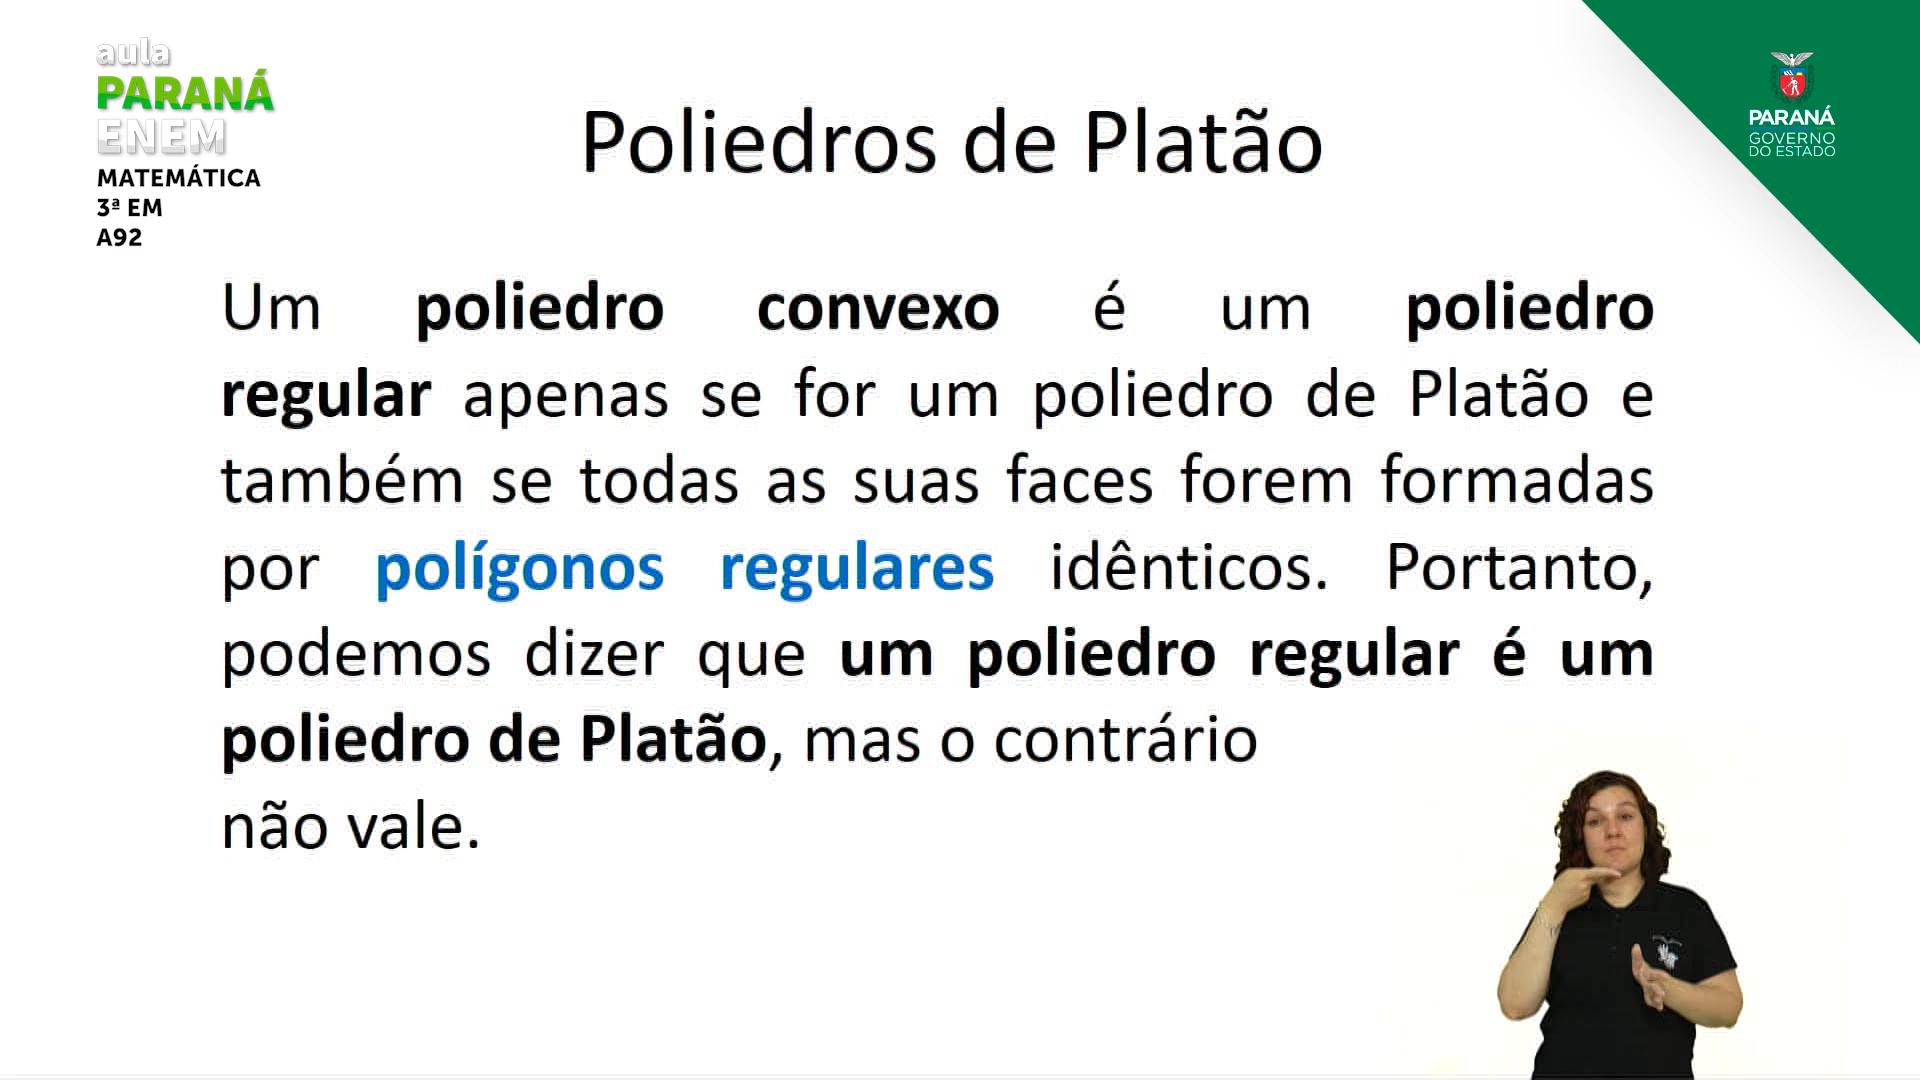 aula
PARANÁ
ENEM
MATEMÁTICA
3ª EM
A92
PARANÁ
GOVERNO
DO ESTADO
Poliedros de Platão
Um poliedro convexo é um poliedro
regular apenas se for um poliedro de Platão e
também se todas as suas faces forem formadas
por polígonos regulares idênticos. Portanto,
podemos dizer que um poliedro regular é um
poliedro de Platão, mas o contrário
não vale.